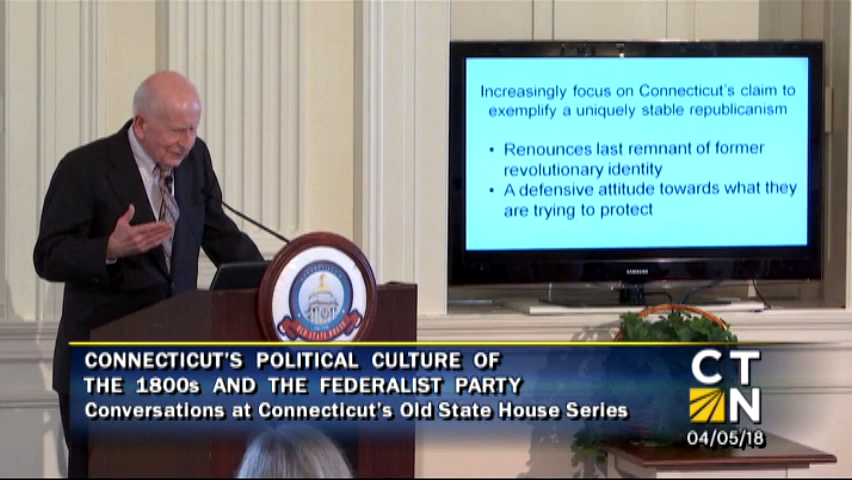 Increasingly focus on Connecticut's claim to
exemplify a uniquely stable republicanism
• Renounces last remnant of former
revolutionary identity
• A defensive attitude towards what they
are trying to protect
SAMSUNG
OLD STATE HOUSE
CONNECTICUT'S POLITICAL CULTURE OF
THE 1800s AND THE FEDERALIST PARTY
Conversations at Connecticut's Old State House Series
CT
N
04/05/18